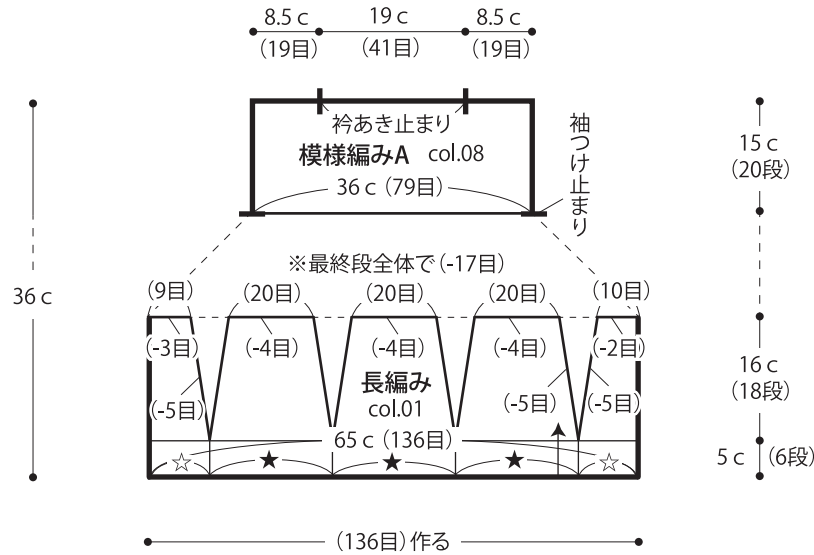 8.5 c
19 c
8.5 c
(19目)
(41目)
(19目)
衿あき止まり
模様編みA col.08
36 c (79目)
袖つけ止まり
15 c
(20段)
36 c
※最終段全体で(-17目)
(9目)
(20目)
(20目)
(20目)
(10目)
(-3目)
(-4目)
(-4目)
(-4目)
(-2目)
長編み
col.01
(-5目)
(-5目)
(-5目)
16 c
(18段)
65 c (136目)
☆ ★ ★ ★ ☆
5 c (6段)
(136目)作る